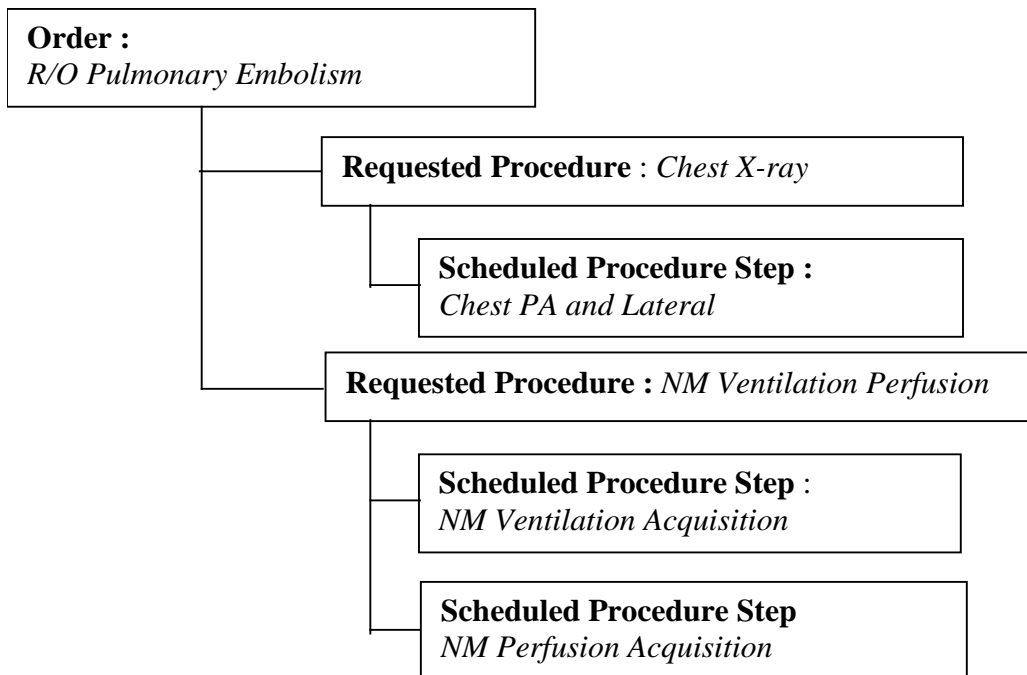 Order :
R/O Pulmonary Embolism
Requested Procedure : Chest X-ray
Scheduled Procedure Step :
Chest PA and Lateral
Requested Procedure : NM Ventilation Perfusion
Scheduled Procedure Step :
NM Ventilation Acquisition
Scheduled Procedure Step
NM Perfusion Acquisition